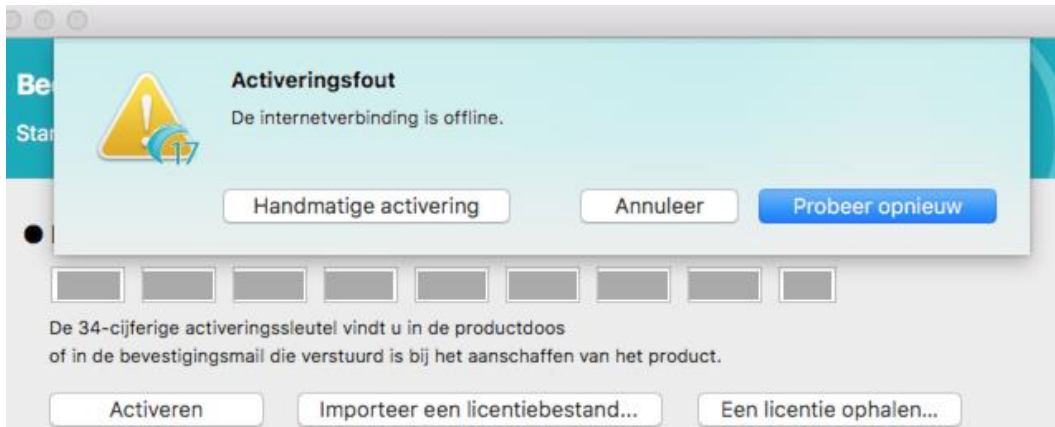 Activeringsfout
De internetverbinding is offline.
17
Handmatige activering
Annuleer
Probeer opnieuw
De 34-cijferige activeringssleutel vindt u in de productdoos
of in de bevestigingsmail die verstuurd is bij het aanschaffen van het product.
Activeren
Importeer een licentiebestand...
Een licentie ophalen...